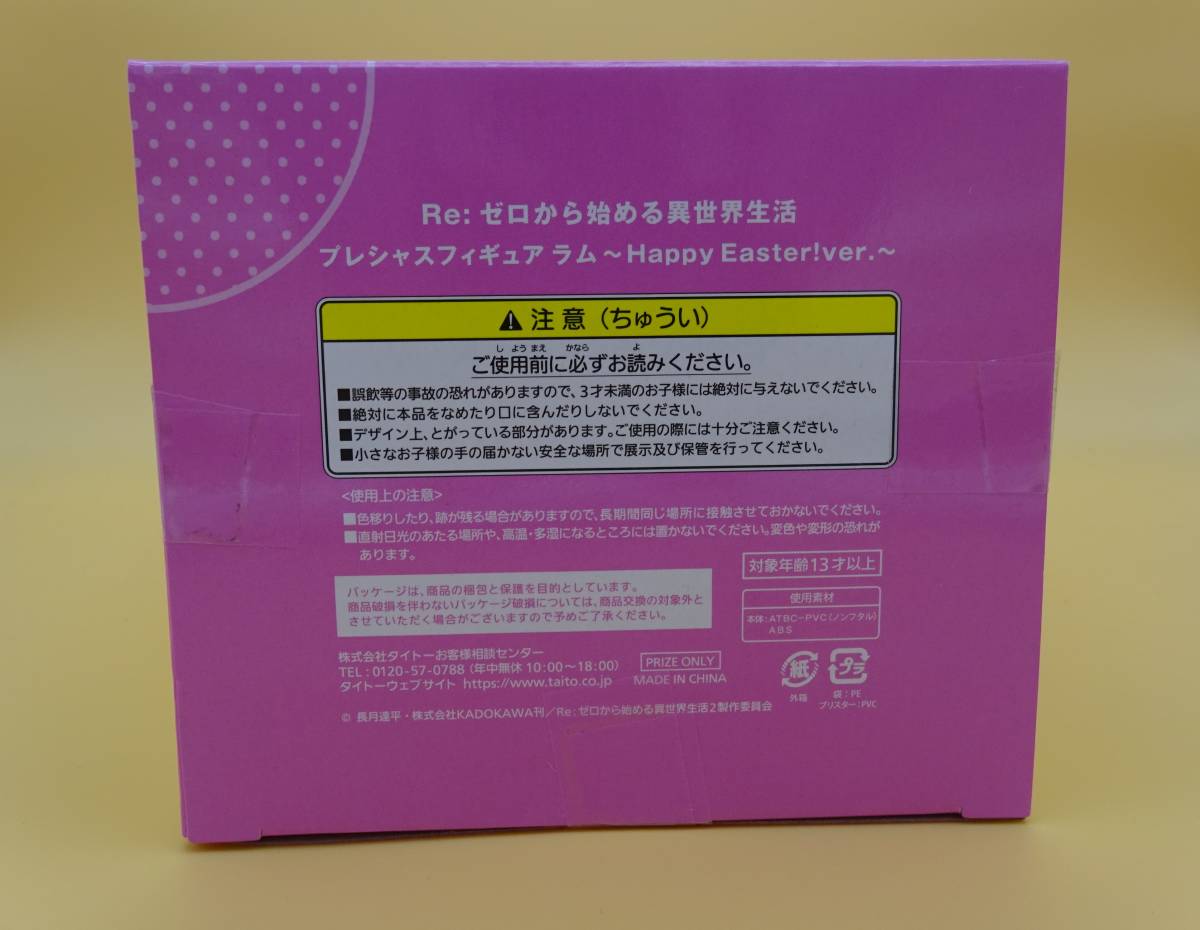 Re: ゼロから始める異世界生活
プレシャスフィギュア ラム ～Happy Easter!ver.～
注意（ちゅうい）
し よう まえ かなら よ
ご使用前に必ずお読みください。
■誤飲等の事故の恐れがありますので、3才未満のお子様には絶対に与えないでください。
■絶対に本品をなめたり口に含んだりしないでください。
■デザイン上、とがっている部分があります。ご使用の際には十分ご注意ください。
■小さなお子様の手の届かない安全な場所で展示及び保管を行ってください。
<使用上の注意>
■色移りしたり、跡が残る場合がありますので、長期間同じ場所に接触させておかないでください。
■直射日光のあたる場所や、高温・多湿になるところには置かないでください。変色や変形の恐れが
あります。
対象年齢13才以上
パッケージは、商品の梱包と保護を目的としています。
商品破損を伴わないパッケージ破損については、商品交換の対象外と
させていただく場合がございますので予めご了承ください。
使用素材
本体：ATBC-PVC（ノンフタル）
ABS
株式会社タイトーお客様相談センター
TEL：0120-57-0788（年中無休 10:00～18:00）
タイトーウェブサイト https://www.taito.co.jp
PRIZE ONLY
MADE IN CHINA
紙
外箱
プラ
袋：PE
ブリスター：PVC
© 長月達平・株式会社KADOKAWA刊／Re：ゼロから始める異世界生活2製作委員会